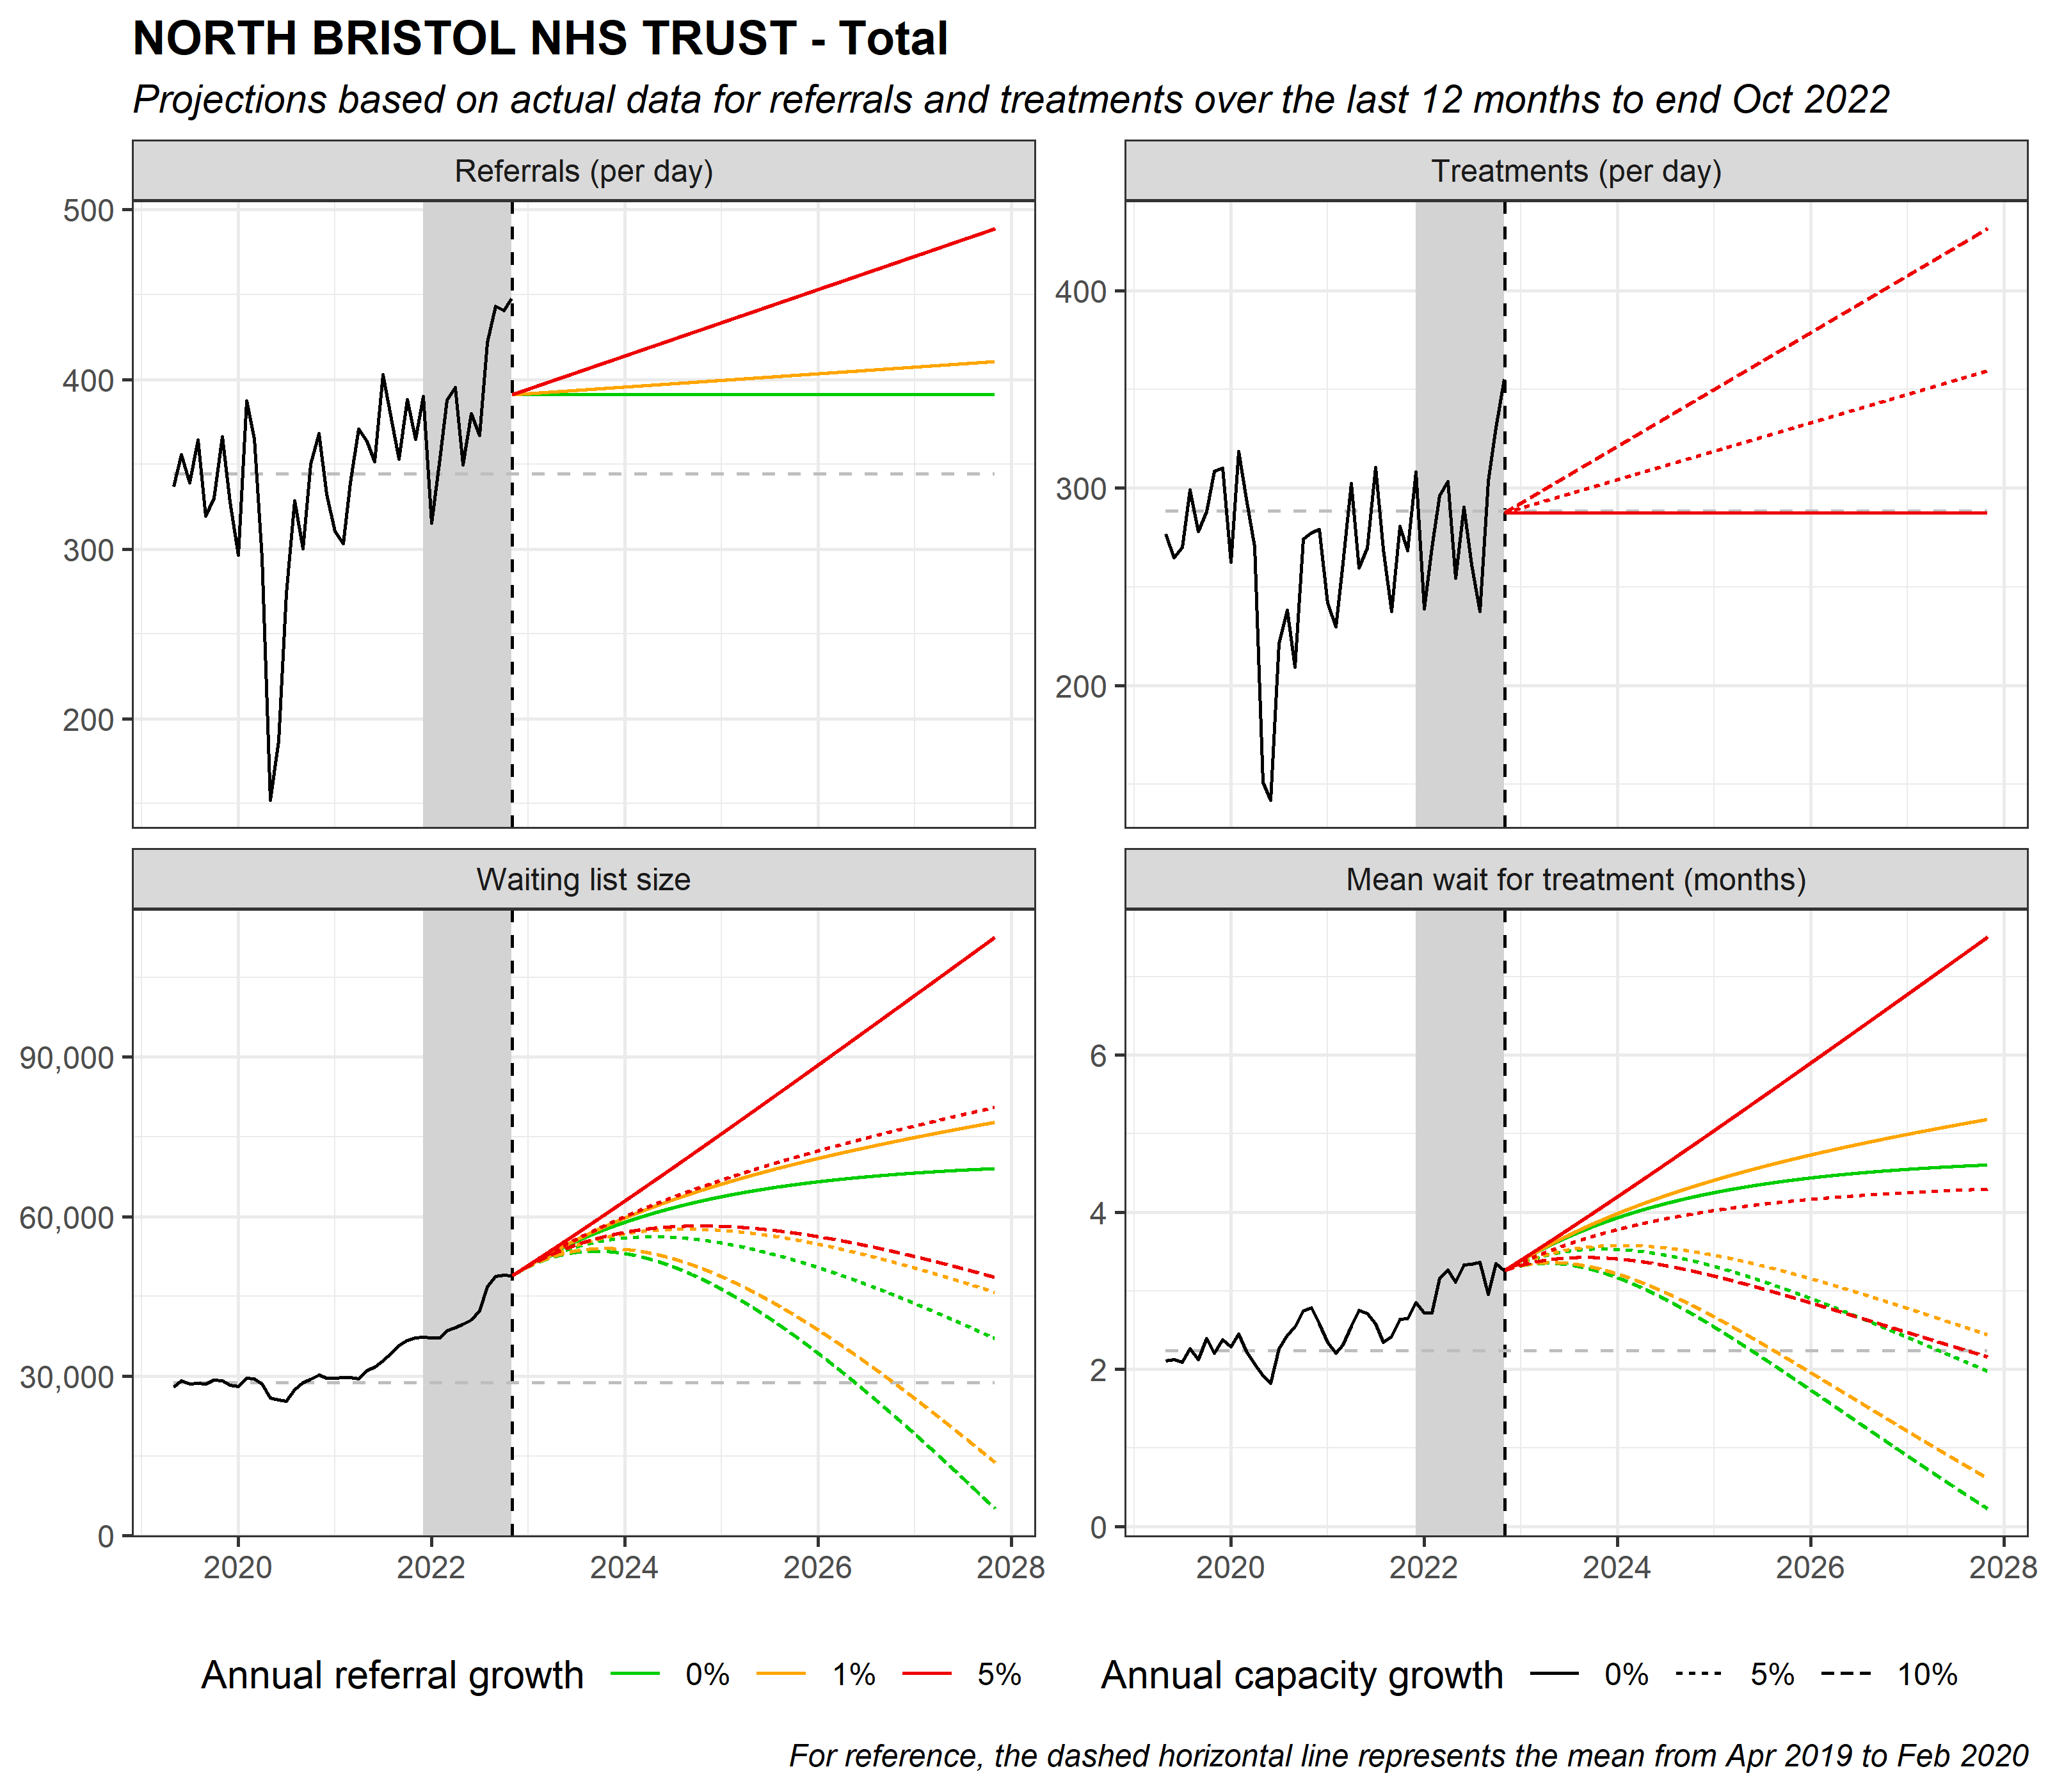 NORTH BRISTOL NHS TRUST - Total
Projections based on actual data for referrals and treatments over the last 12 months to end Oct 2022
Referrals (per day)
500
400
300
200
Treatments (per day)
400
300
200
Waiting list size
90,000
60,000
30,000
0
2020 2022 2024 2026 2028
Mean wait for treatment (months)
6
4
2
0
2020 2022 2024 2026 2028
Annual referral growth 0% 1% 5%
Annual capacity growth 0% 5% 10%
For reference, the dashed horizontal line represents the mean from Apr 2019 to Feb 2020